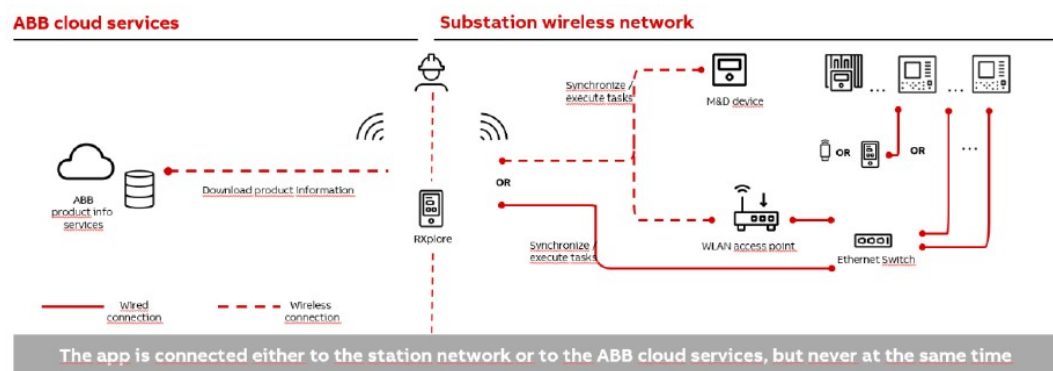 ABB cloud services
Substation wireless network
Synchronize /
execute tasks
M&D device
... ...
OR
OR
...
Download product Information
ABB
product info
services
OR
RXplore
WLAN access point
Ethernet Switch
Synchronize /
execute tasks
Wired
connection
Wireless
connection
The app is connected either to the station network or to the ABB cloud services, but never at the same time